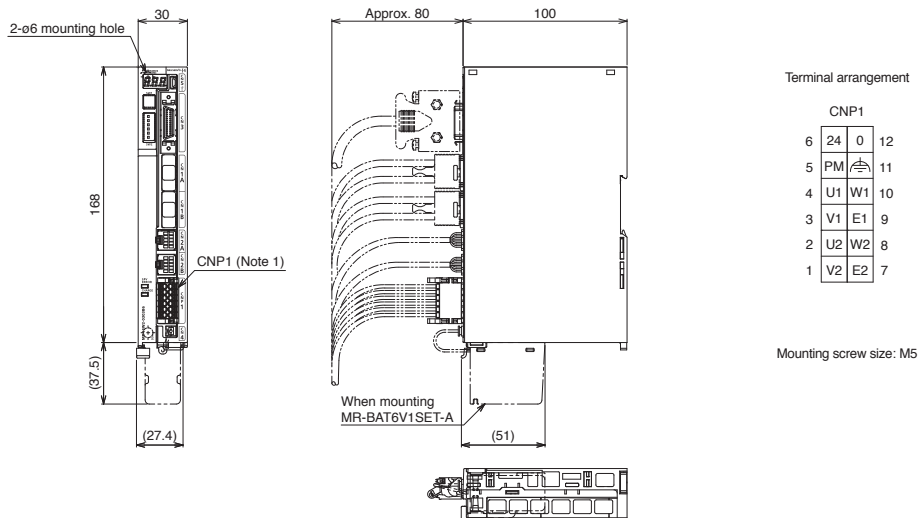 30
Approx. 80
100
2-ø6 mounting hole
Terminal arrangement
CNP1
6 24 0 12
5 PM 11
4 U1 W1 10
3 V1 E1 9
2 U2 W2 8
1 V2 E2 7
168
CNP1 (Note 1)
Mounting screw size: M5
(37.5)
When mounting
MR-BAT6V1SET-A
(27.4)
(51)